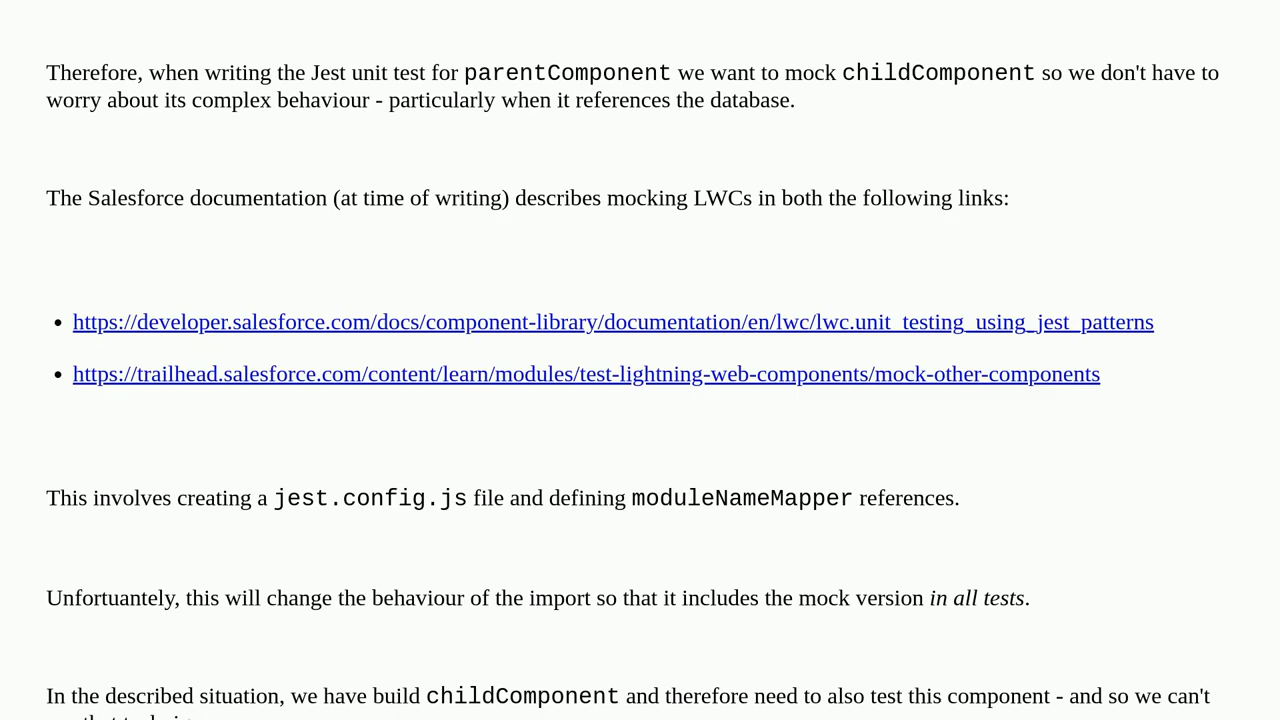 Therefore, when writing the Jest unit test for parentComponent we want to mock childComponent so we don't have to
worry about its complex behaviour - particularly when it references the database.
The Salesforce documentation (at time of writing) describes mocking LWCs in both the following links:
• https://developer.salesforce.com/docs/component-library/documentation/en/lwc/lwc.unit_testing_using_jest_patterns
• https://trailhead.salesforce.com/content/learn/modules/test-lightning-web-components/mock-other-components
This involves creating a jest.config.js file and defining moduleNameMapper references.
Unfortuantely, this will change the behaviour of the import so that it includes the mock version in all tests.
In the described situation, we have build childComponent and therefore need to also test this component - and so we can't